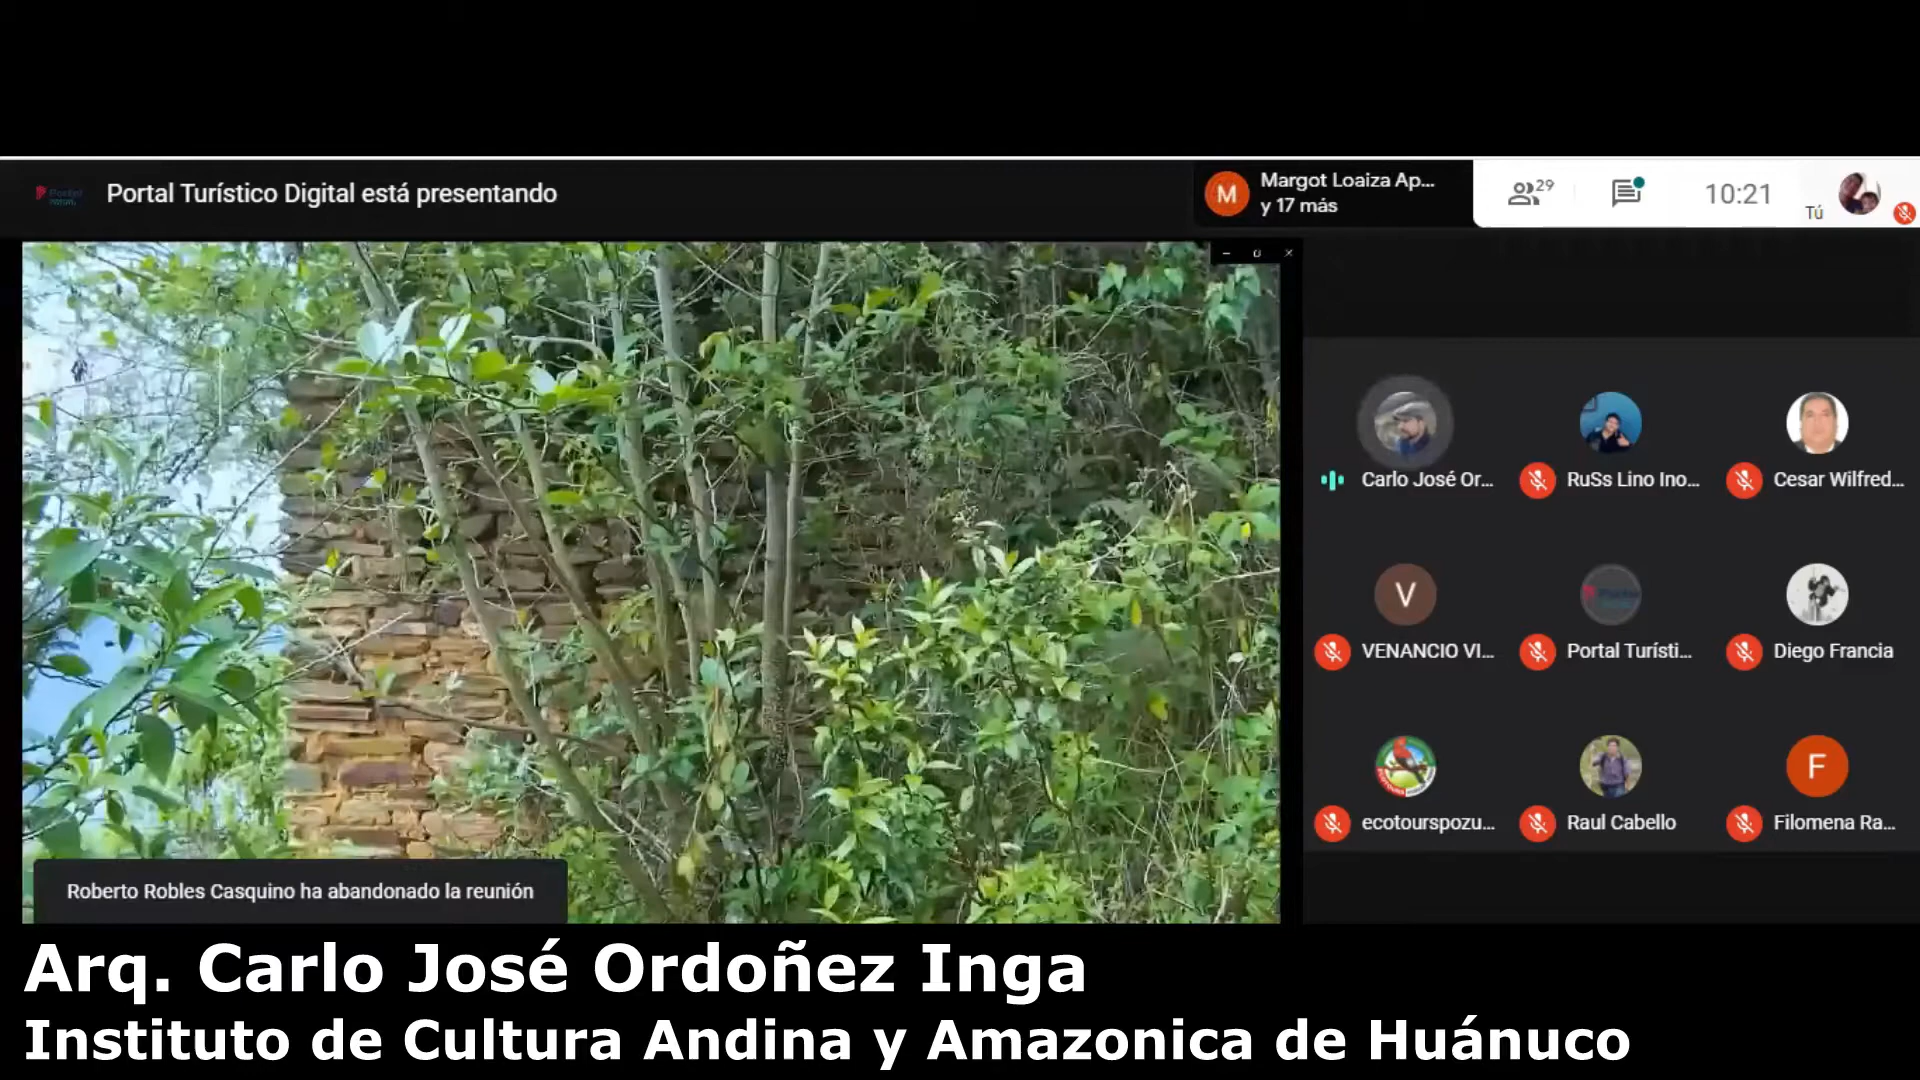 Portal Turístico Digital está presentando
M
Margot Loaiza Ap...
y 17 más
29
10:21
Tú
Carlo José Or...
RuSs Lino Ino...
Cesar Wilfred...
V
VENANCIO VI...
Portal Turísti...
Diego Francia
ecotourspozu...
Raul Cabello
F
Filomena Ra...
Roberto Robles Casquino ha abandonado la reunión
Arq. Carlo José Ordoñez Inga
Instituto de Cultura Andina y Amazonica de Huánuco